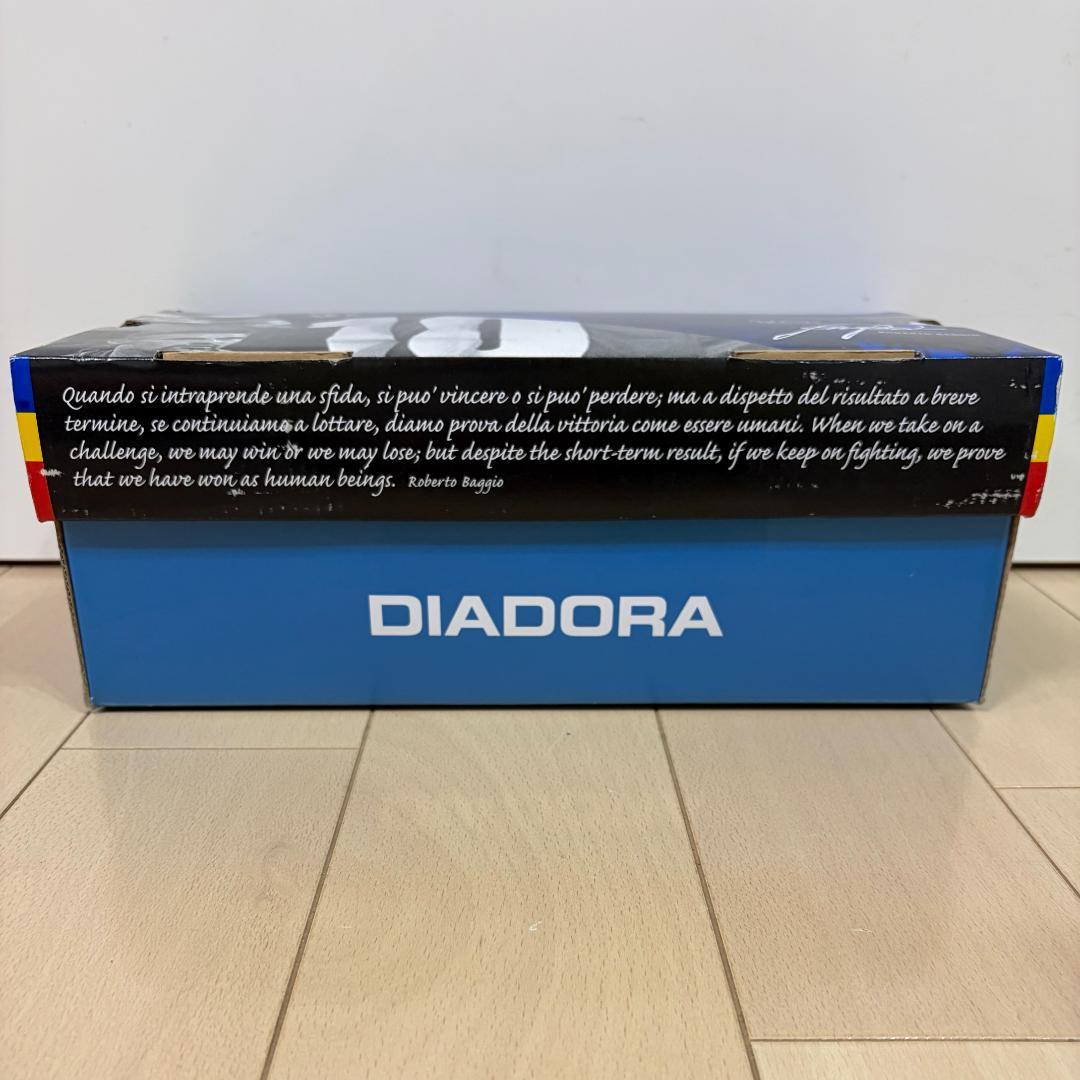 10
Quando si intraprende una sfida, si puo' vincere o si puo' perdere; ma a dispetto del risultato a breve
termine, se continuiamo a lottare, diamo prova della vittoria come essere umani. When we take on a
challenge, we may win or we may lose; but despite the short-term result, if we keep on fighting, we prove
that we have won as human beings. Roberto Baggio
DIADORA